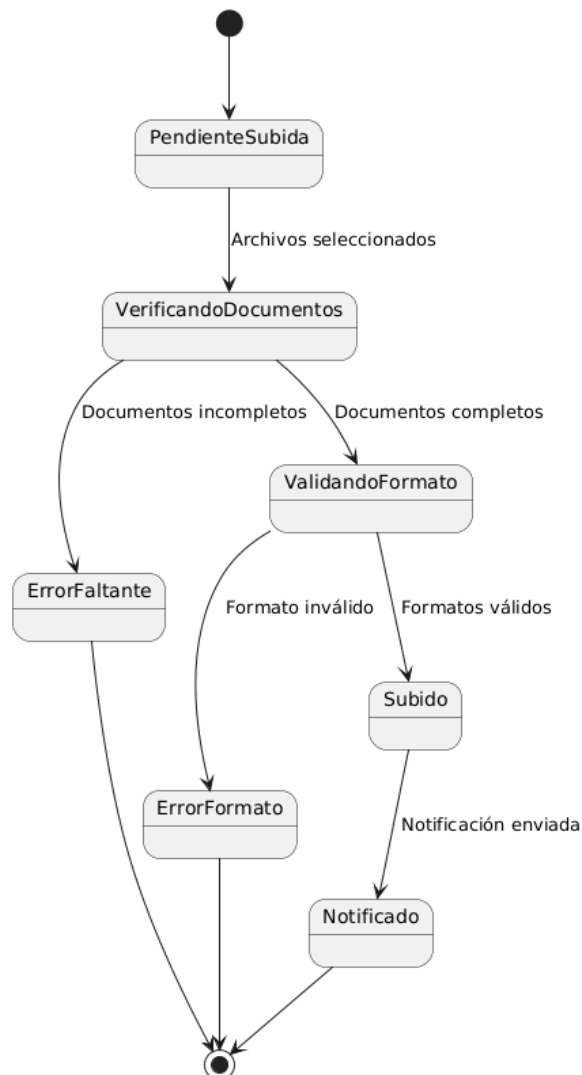 PendienteSubida
Archivos seleccionados
VerificandoDocumentos
Documentos incompletos
Documentos completos
ValidandoFormato
ErrorFaltante
Formato inválido
Formatos válidos
Subido
ErrorFormato
Notificación enviada
Notificado